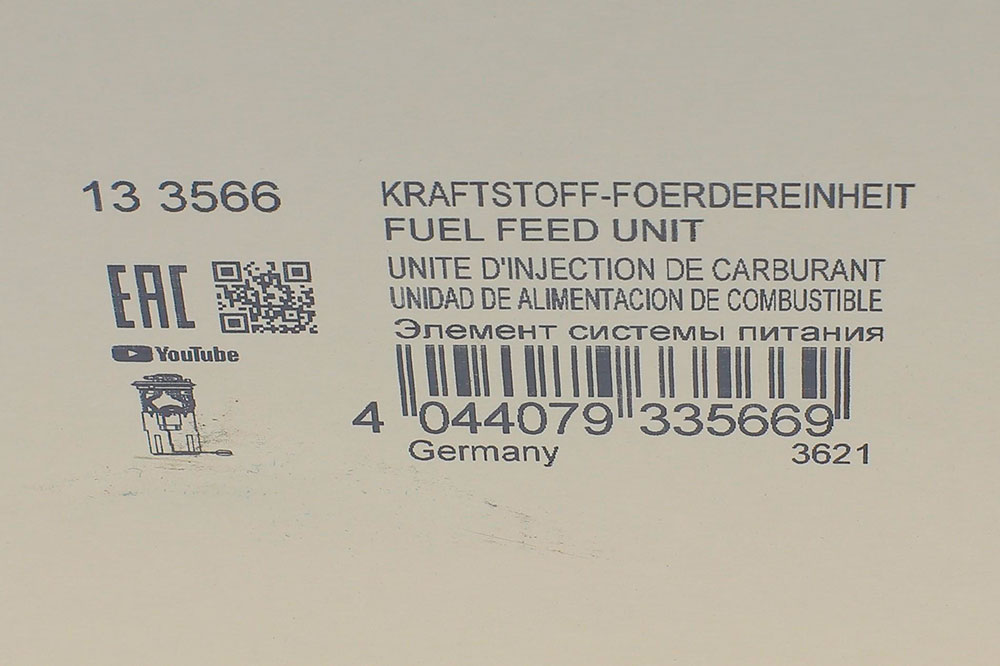 13 3566
KRAFTSTOFF-FOERDEREINHEIT
FUEL FEED UNIT
UNITE D'INJECTION DE CARBURANT
UNIDAD DE ALIMENTACION DE COMBUSTIBLE
Элемент системы питания
EAC
YouTube
4 044079 335669
Germany
3621